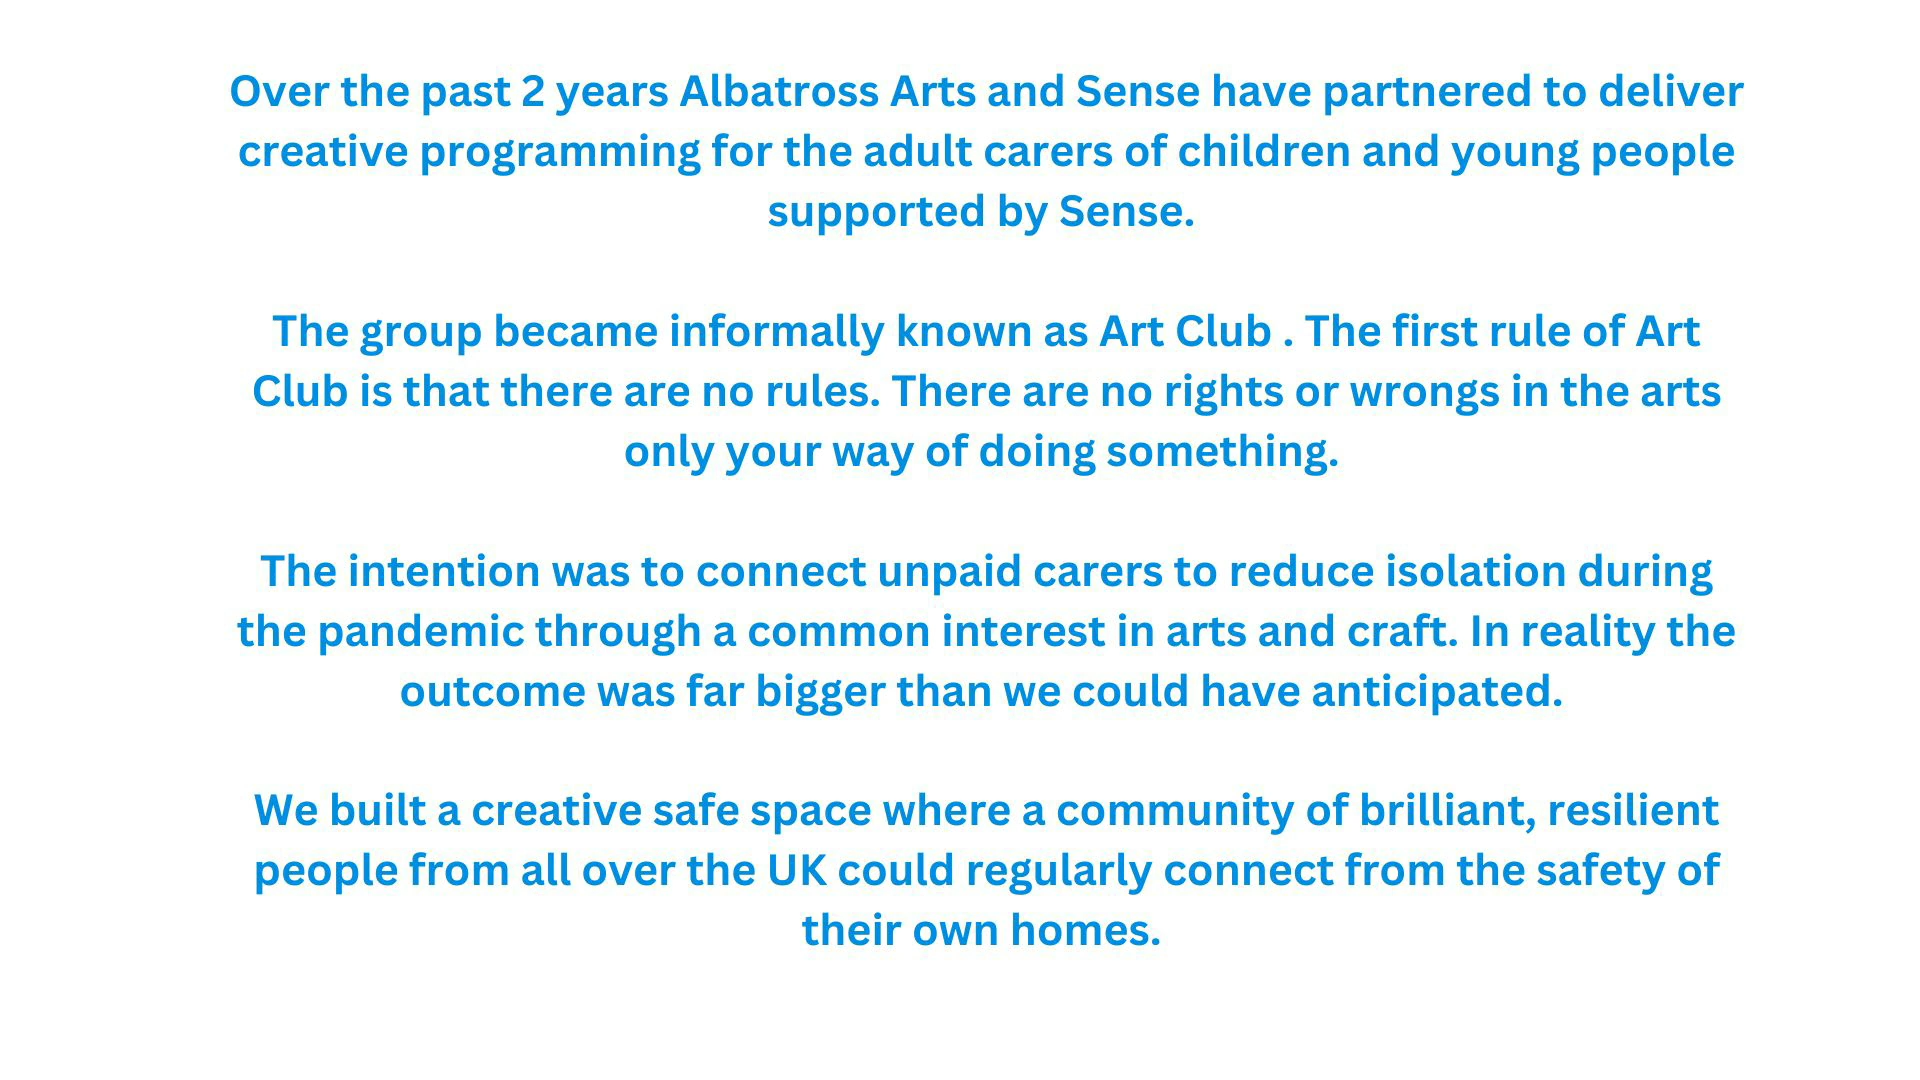 Over the past 2 years Albatross Arts and Sense have partnered to deliver
creative programming for the adult carers of children and young people
supported by Sense.
The group became informally known as Art Club . The first rule of Art
Club is that there are no rules. There are no rights or wrongs in the arts
only your way of doing something.
The intention was to connect unpaid carers to reduce isolation during
the pandemic through a common interest in arts and craft. In reality the
outcome was far bigger than we could have anticipated.
We built a creative safe space where a community of brilliant, resilient
people from all over the UK could regularly connect from the safety of
their own homes.